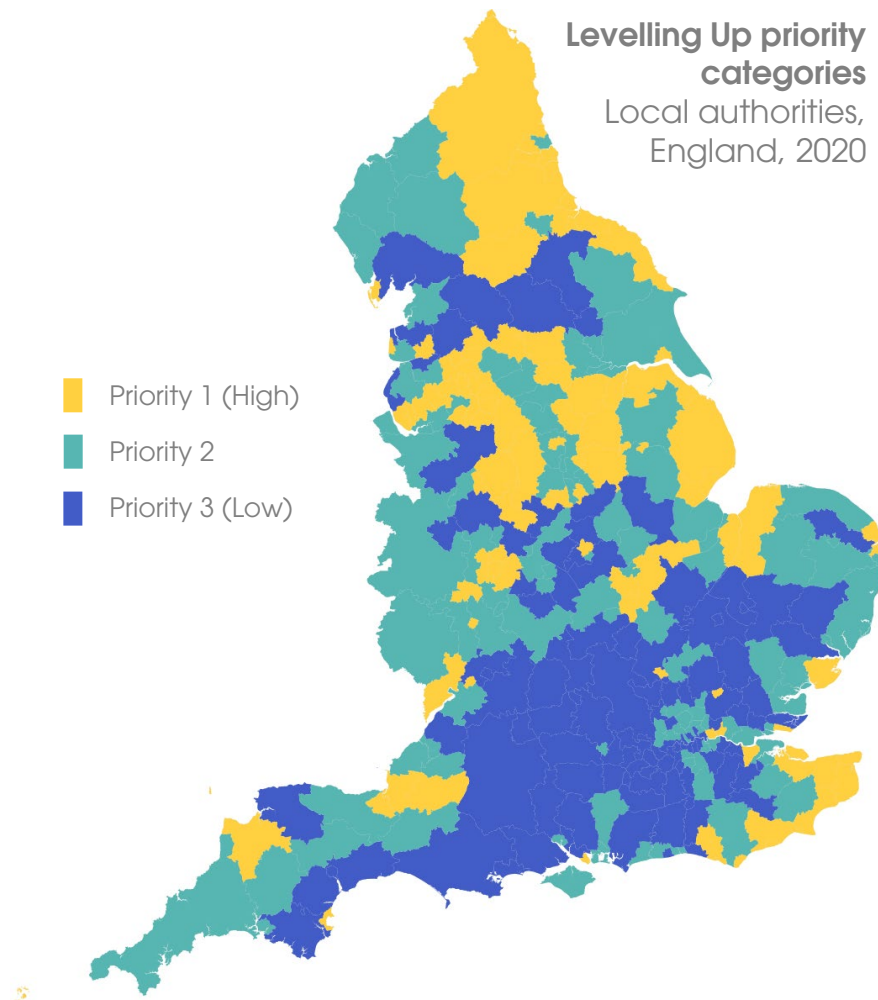 Levelling Up priority
categories
Local authorities,
England, 2020
Priority 1 (High)
Priority 2
Priority 3 (Low)